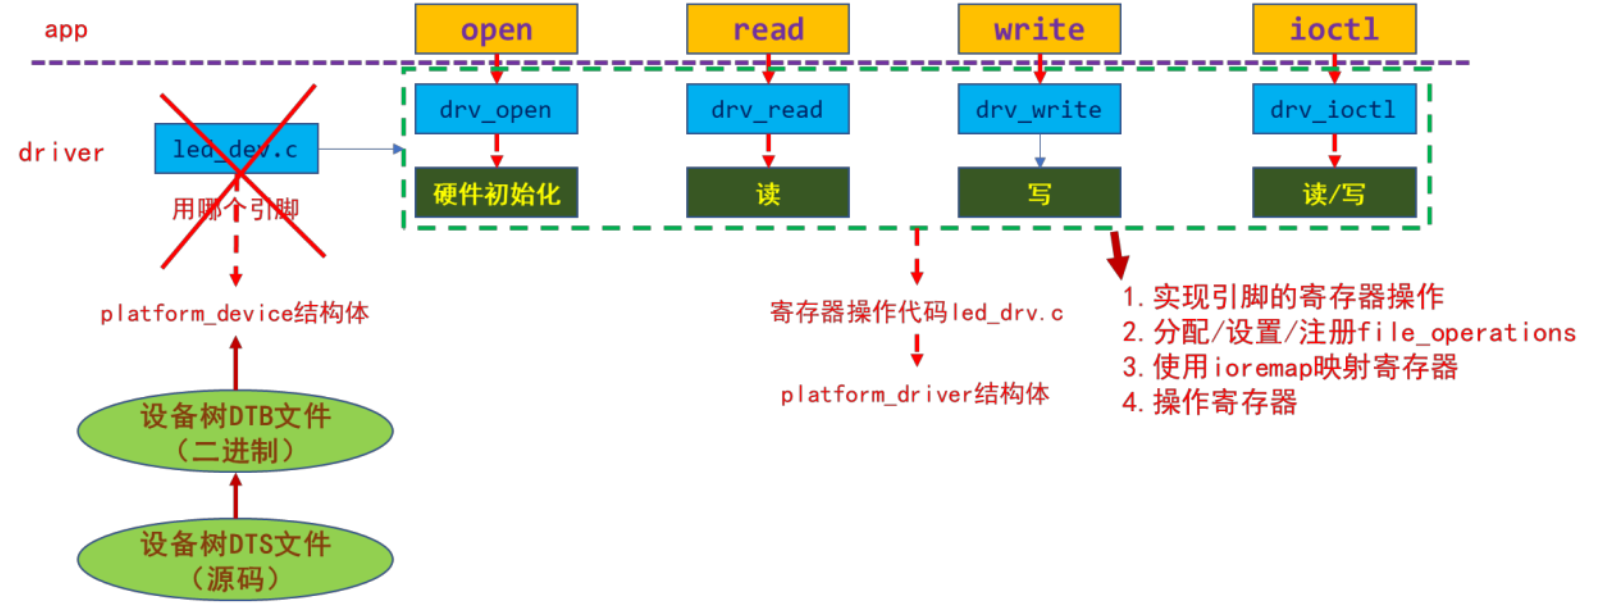 app
open
read
write
ioctl
driver
led_dev.c
用哪个引脚
drv_open
drv_read
drv_write
drv_ioctl
硬件初始化
读
写
读/写
platform_device结构体
设备树DTB文件
（二进制）
设备树DTS文件
（源码）
寄存器操作代码led_drv.c
platform_driver结构体
1.实现引脚的寄存器操作
2.分配/设置/注册file_operations
3.使用ioremap映射寄存器
4.操作寄存器